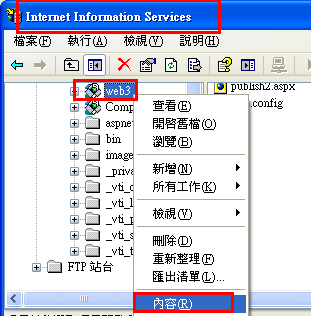 Internet Information Services
檔案(F) 執行(A) 檢視(V) 說明(H)
web3
publish2.aspx
Comp
.config
aspnet
bin
image
_priva
_vti_c
_vti_l
_vti_p
_vti_s
_vti_t
FTP 站台
查看(E)
開啟舊檔(O)
瀏覽(B)
新增(N)
所有工作(K)
檢視(V)
刪除(D)
重新整理(F)
匯出清單(L)...
內容(R)